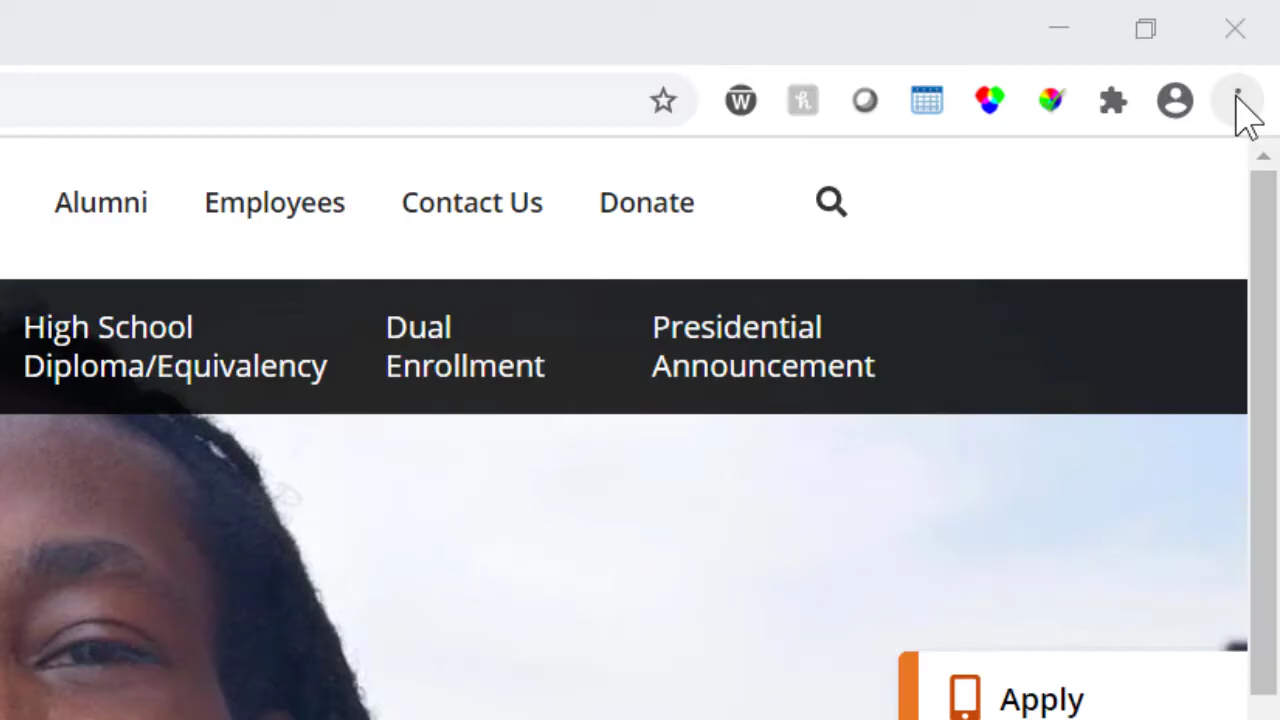 W
h
Alumni Employees Contact Us Donate
High School Dual Presidential
Diploma/Equivalency Enrollment Announcement
Apply